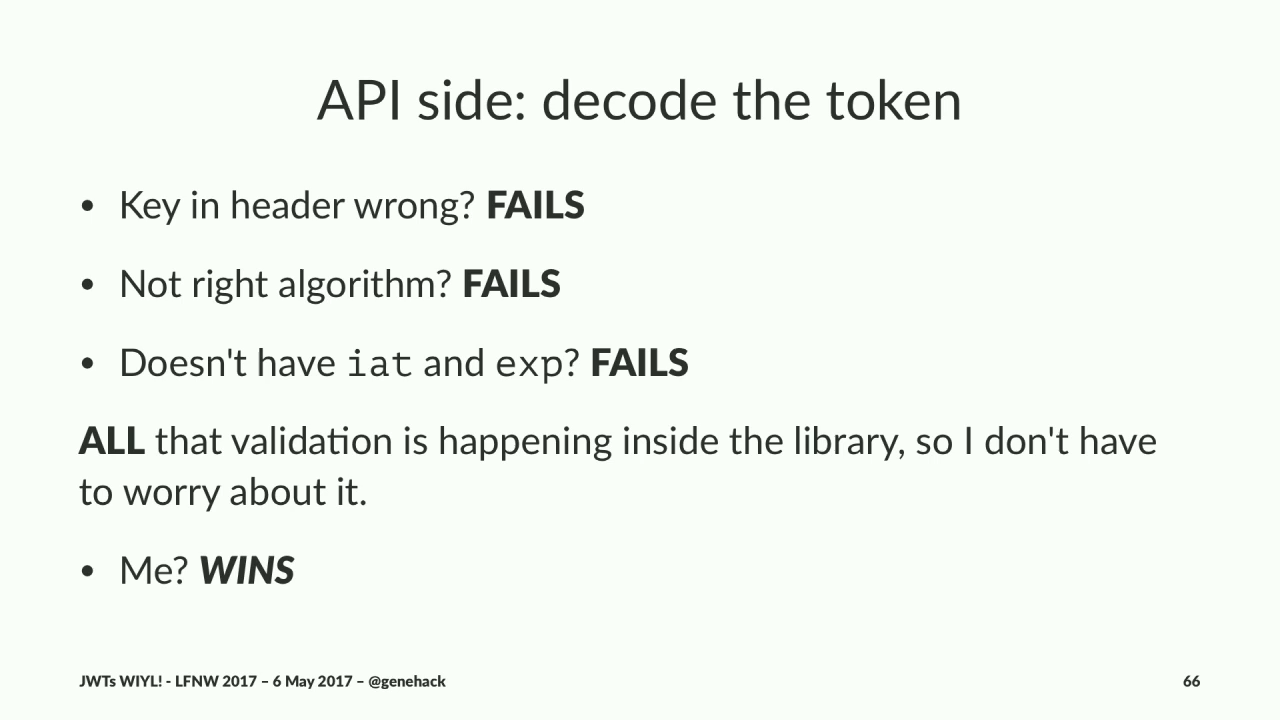 API side: decode the token
• Key in header wrong? FAILS
• Not right algorithm? FAILS
• Doesn't have iat and exp? FAILS
ALL that validation is happening inside the library, so I don't have
to worry about it.
• Me? WINS
JWTs WIYL! - LFNW 2017 – 6 May 2017 – @genehack
66